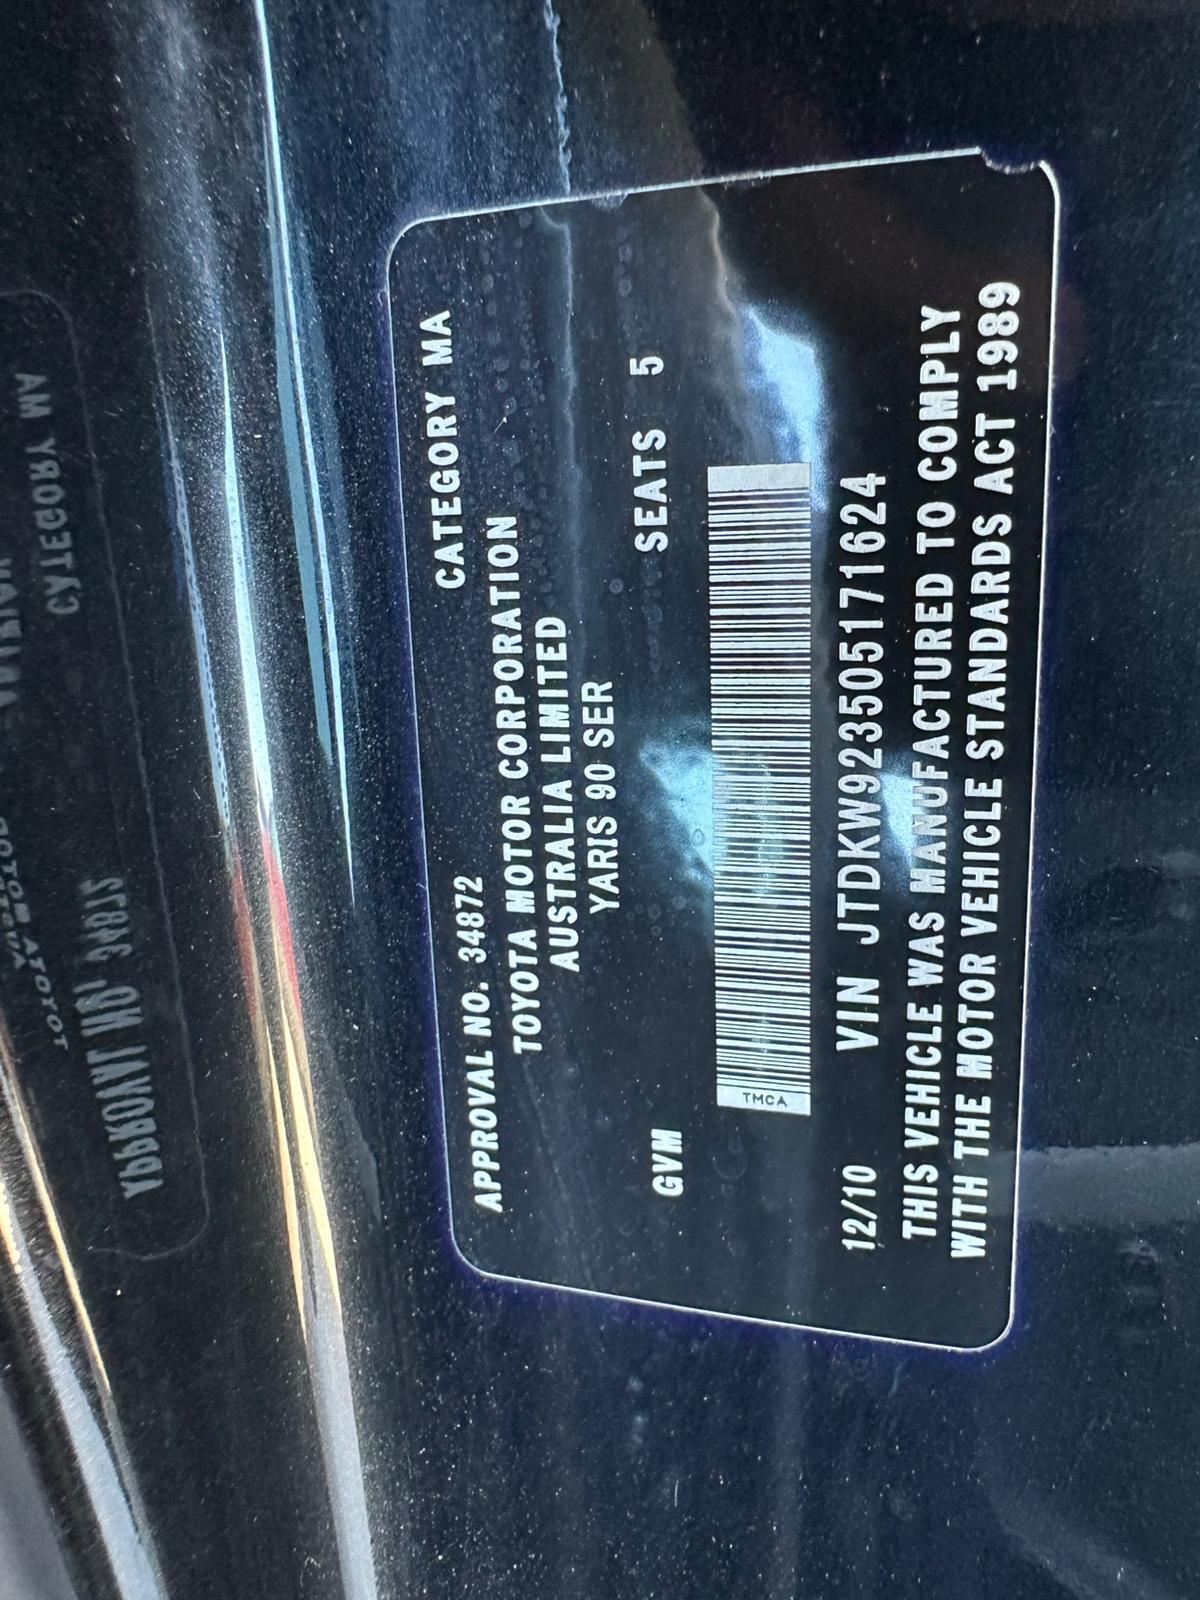 APPROVAL NO. 34872 CATEGORY MA
TOYOTA MOTOR CORPORATION
AUSTRALIA LIMITED
YARIS 90 SER
GVM SEATS 5
TMCA
12/10 VIN JTDKW923505171624
THIS VEHICLE WAS MANUFACTURED TO COMPLY
WITH THE MOTOR VEHICLE STANDARDS ACT 1989